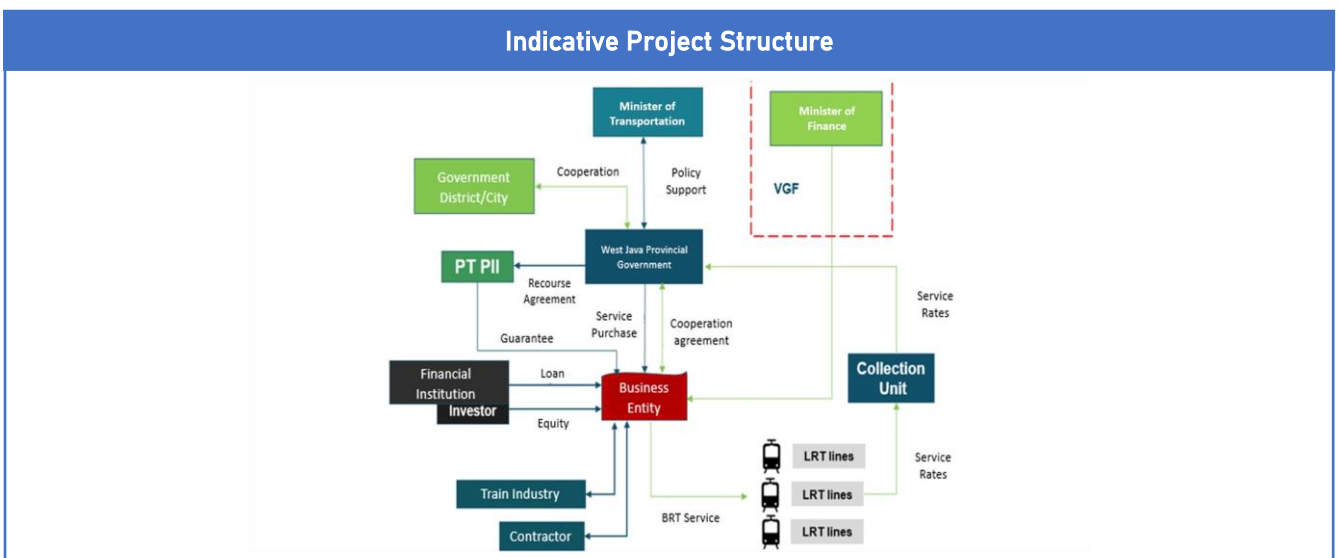 Indicative Project Structure
Minister of
Transportation
Minister of
Finance
Government
District/City
Cooperation
Policy
Support
VGF
West Java Provincial
Government
PT PII
Recourse
Agreement
Service
Purchase
Cooperation
agreement
Service
Rates
Guarantee
Financial
Institution
Investor
Loan
Equity
Business
Entity
Collection
Unit
Train Industry
Contractor
BRT Service
LRT lines
LRT lines
LRT lines
Service
Rates